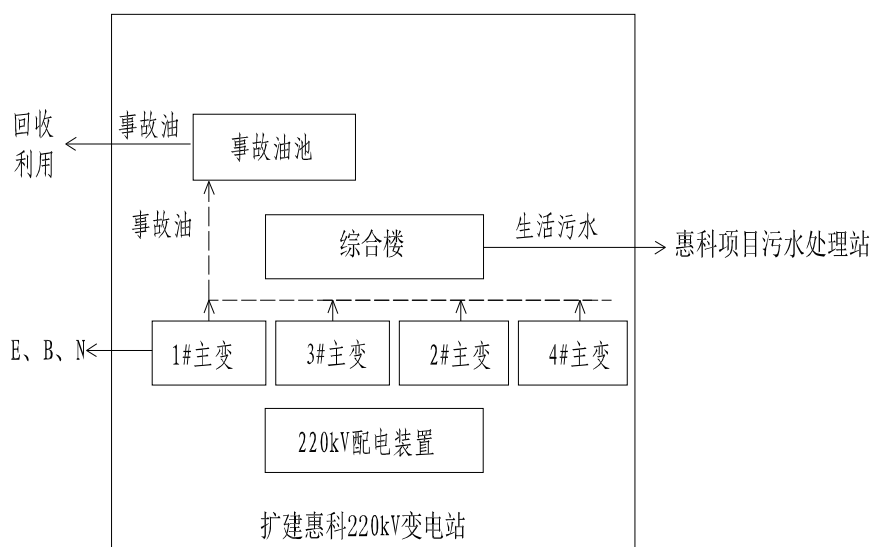 回收
利用
事故油
事故油池
事故油
综合楼
生活污水
惠科项目污水处理站
E、B、N
1#主变
3#主变
2#主变
4#主变
220kV配电装置
扩建惠科220kV变电站